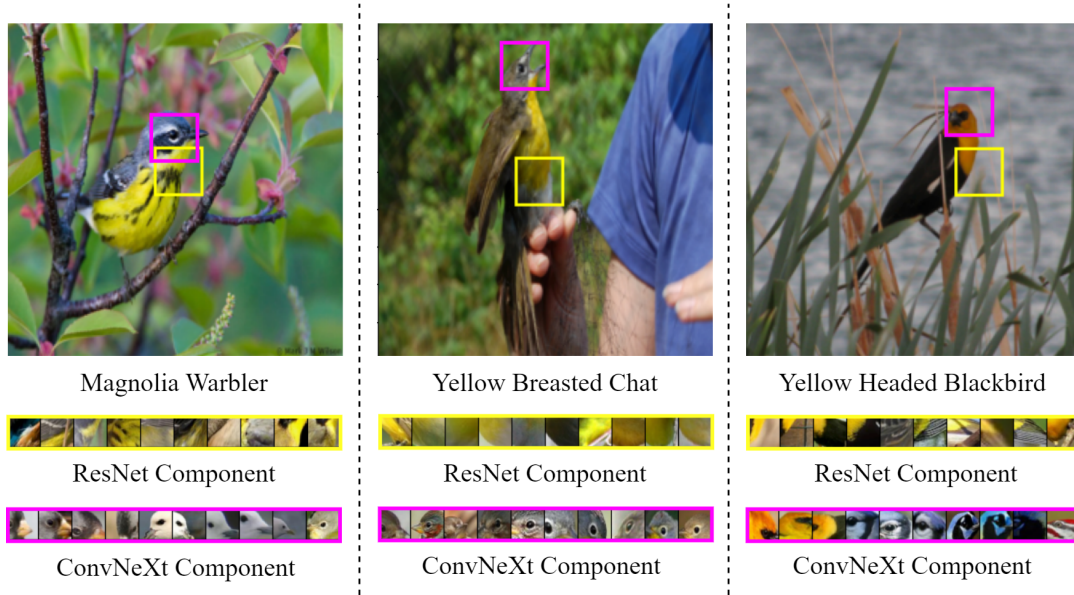 Magnolia Warbler
ResNet Component
ConvNeXt Component
Yellow Breasted Chat
ResNet Component
ConvNeXt Component
Yellow Headed Blackbird
ResNet Component
ConvNeXt Component